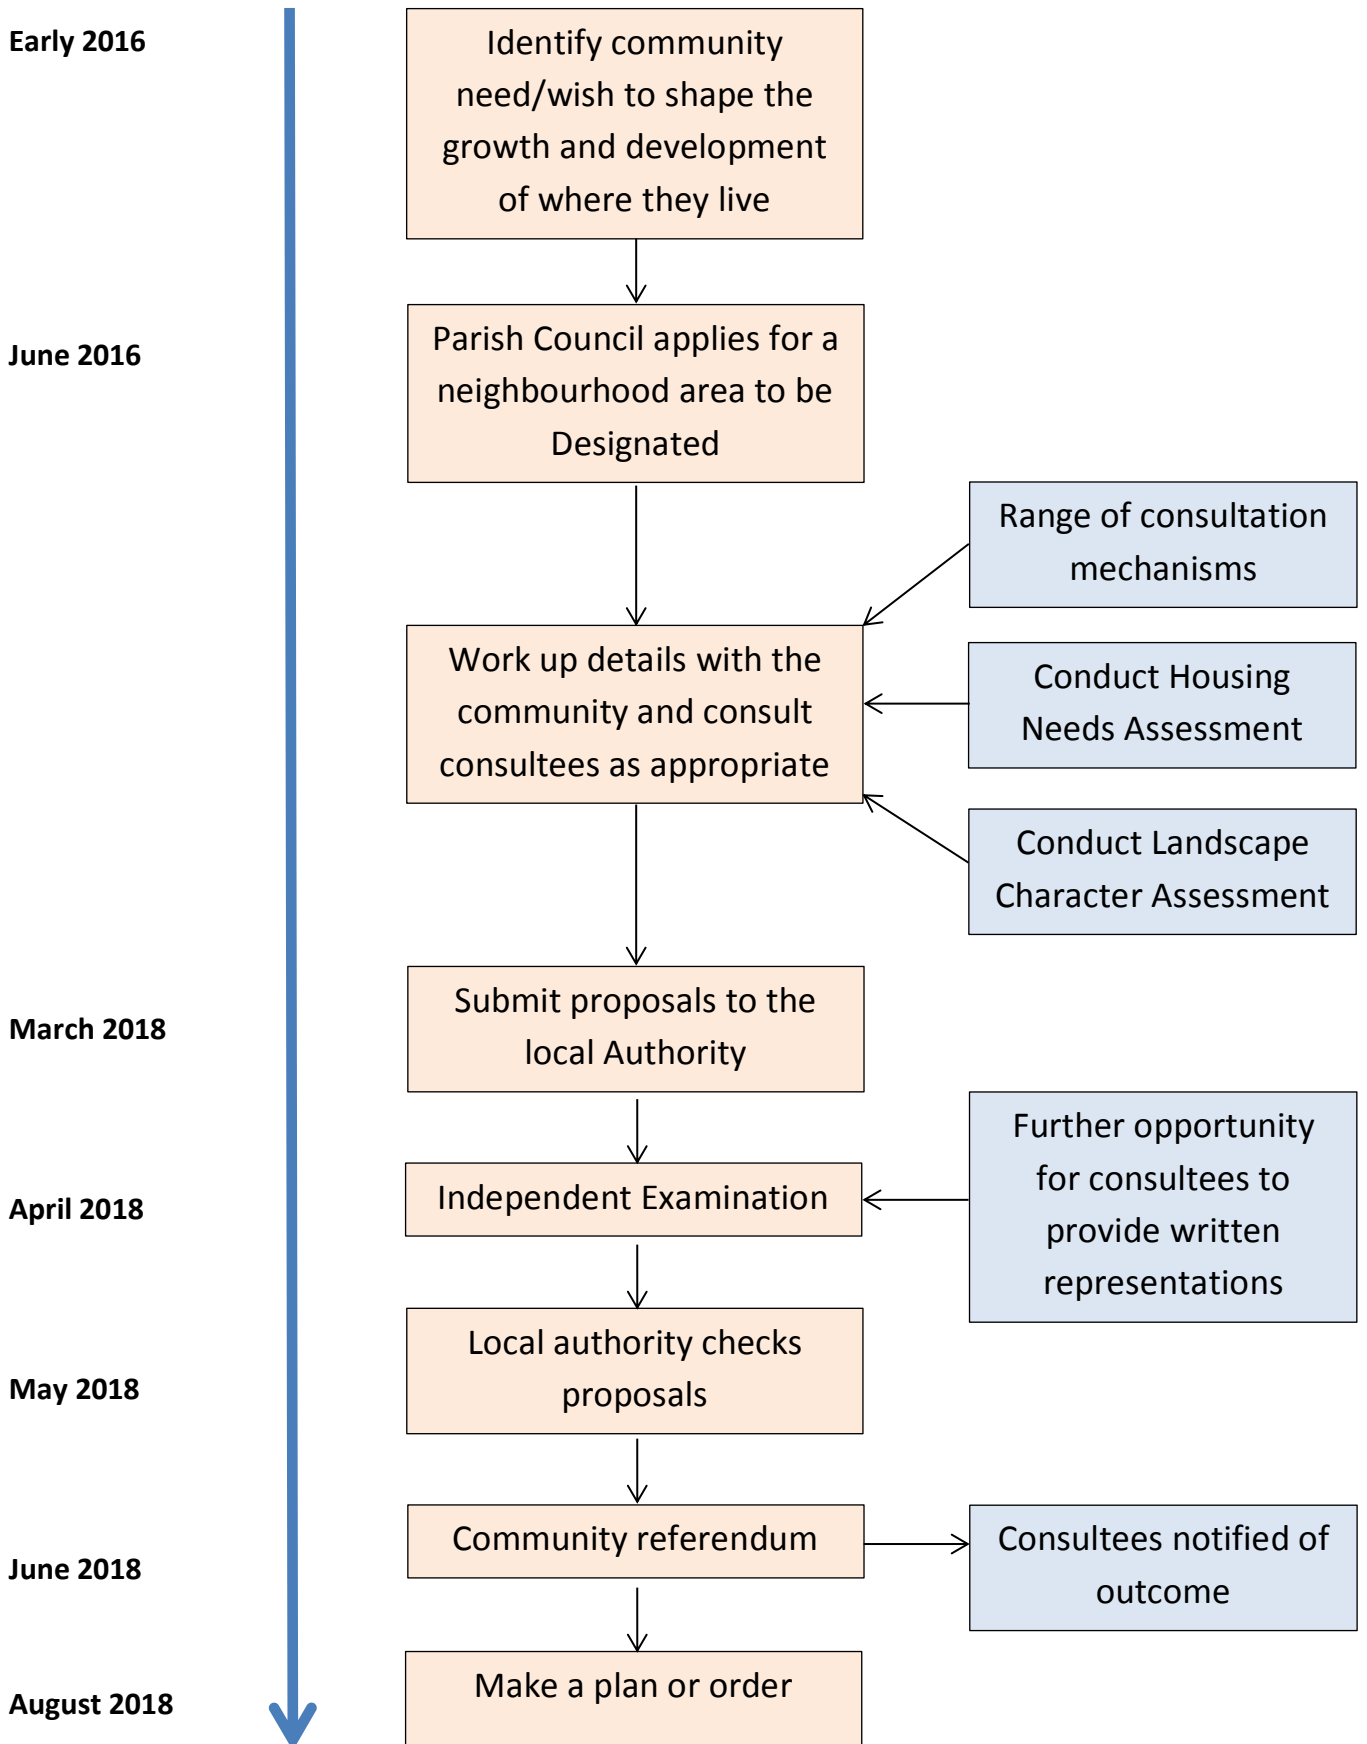 Early 2016
Identify community
need/wish to shape the
growth and development
of where they live
June 2016
Parish Council applies for a
neighbourhood area to be
Designated
Range of consultation
mechanisms
Work up details with the
community and consult
consultees as appropriate
Conduct Housing
Needs Assessment
Conduct Landscape
Character Assessment
March 2018
Submit proposals to the
local Authority
April 2018
Independent Examination
Further opportunity
for consultees to
provide written
representations
May 2018
Local authority checks
proposals
June 2018
Community referendum
Consultees notified of
outcome
August 2018
Make a plan or order